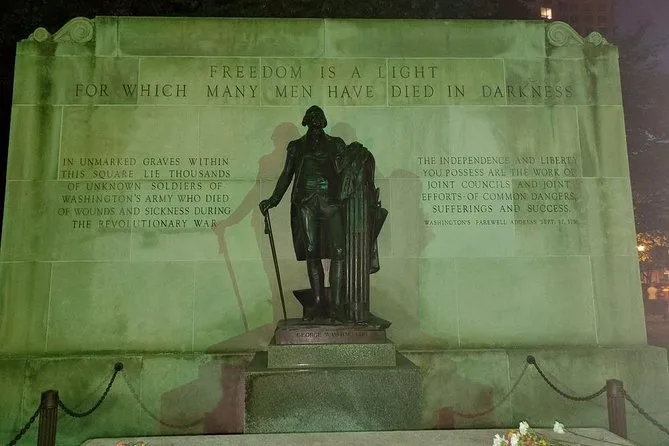 FREEDOM IS A LIGHT
FOR WHICH MANY MEN HAVE DIED IN DARKNESS
IN UNMARKED GRAVES WITHIN
THIS SQUARE LIE THOUSANDS
OF UNKNOWN SOLDIERS OF
WASHINGTON'S ARMY WHO DIED
OF WOUNDS AND SICKNESS DURING
THE REVOLUTIONARY WAR
THE INDEPENDENCE AND LIBERTY
YOU POSSESS ARE THE WORK OF
JOINT COUNCILS AND JOINT
EFFORTS OF COMMON DANGERS,
SUFFERINGS AND SUCCESS.
WASHINGTON'S FAREWELL ADDRESS SEPT. 17,
GEORGE WASHINGTON